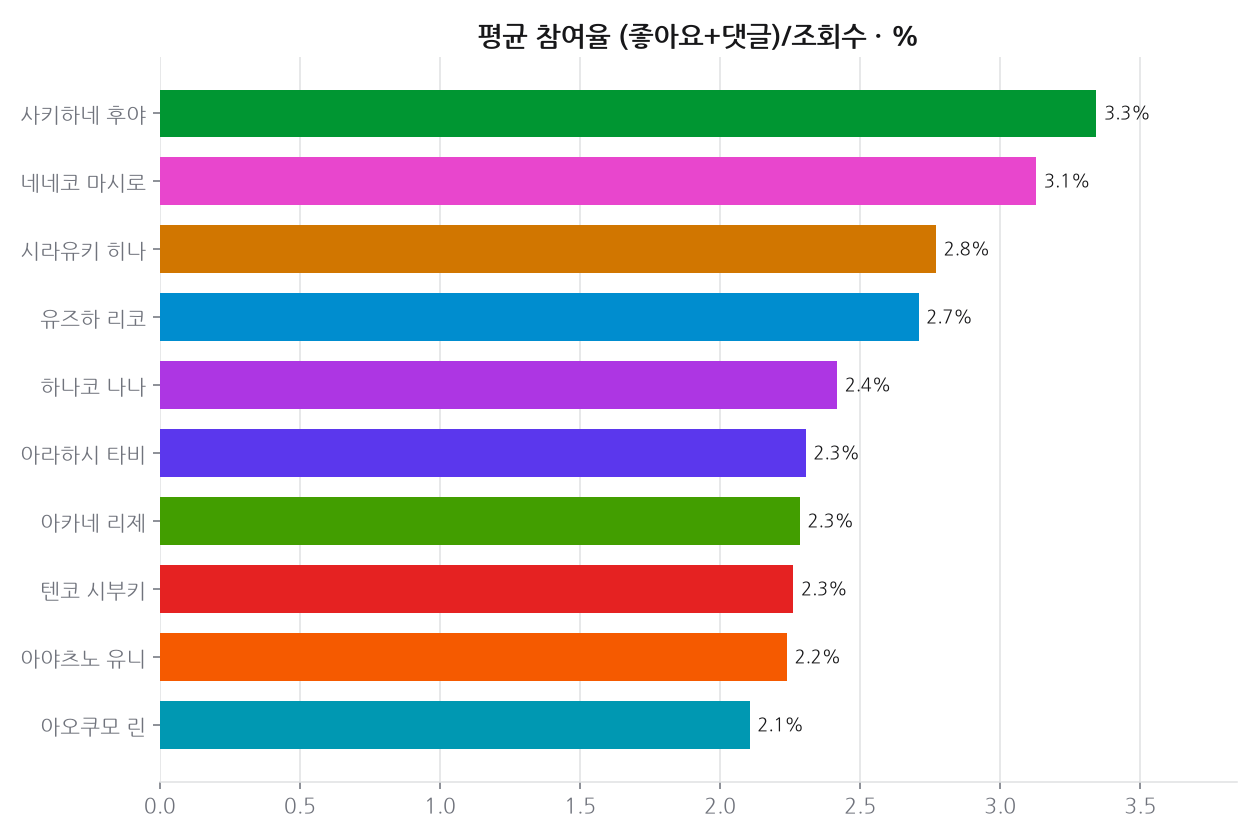 평균 참여율 (좋아요+댓글)/조회수 · %
사키하네 후야 3.3%
네네코 마시로 3.1%
시라유키 히나 2.8%
유즈하 리코 2.7%
하나코 나나 2.4%
아라하시 타비 2.3%
아카네 리제 2.3%
텐코 시부키 2.3%
아야츠노 유니 2.2%
아오쿠모 린 2.1%
0.0 0.5 1.0 1.5 2.0 2.5 3.0 3.5